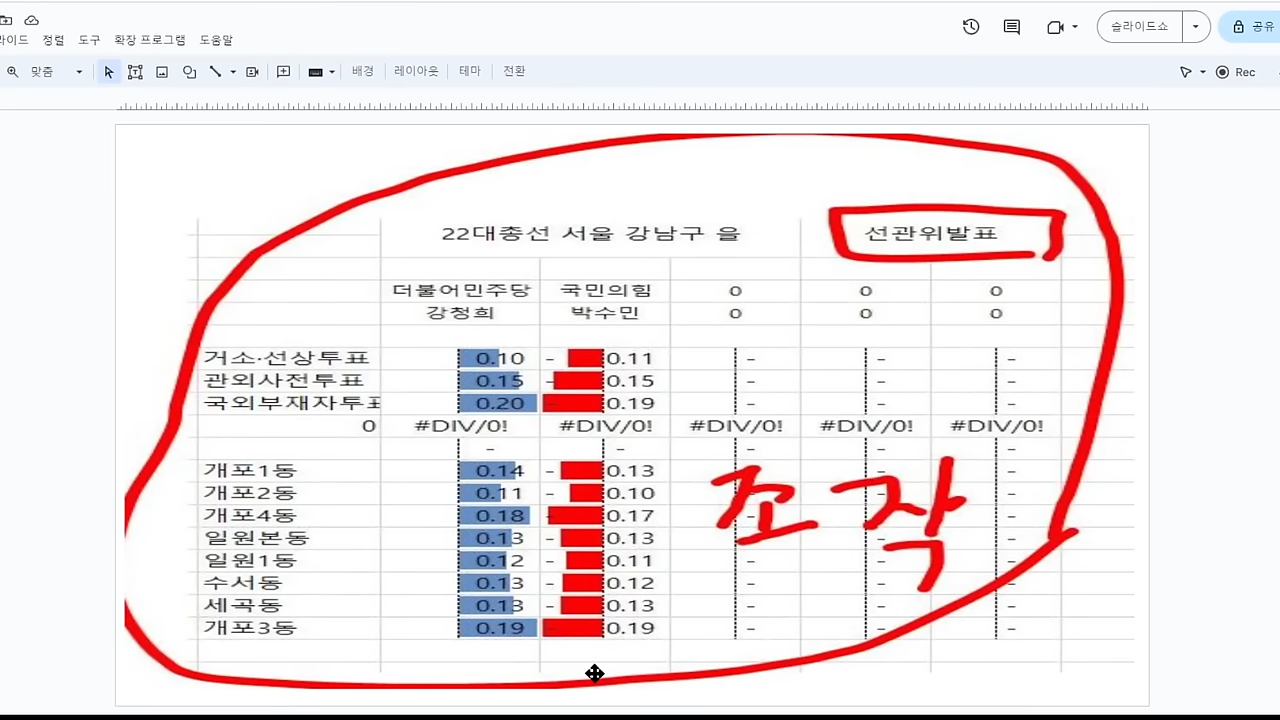 라이드 정렬 도구 확장 프로그램 도움말
슬라이드쇼
공유
맞춤 배경 레이아웃 테마 전환 Rec
22대총선 서울 강남구 을 선관위발표
더불어민주당 국민의힘 0 0 0
강청희 박수민 0 0 0
거소·선상투표 0.10 - 0.11 - - -
관외사전투표 0.15 - 0.15 - - -
국외부재자투표 0.20 - 0.19 - - -
0 #DIV/0! #DIV/0! #DIV/0! #DIV/0! #DIV/0!
- - - - -
개포1동 0.14 - 0.13 - - -
개포2동 0.11 - 0.10 - - -
개포4동 0.18 - 0.17 - - -
일원본동 0.13 - 0.13 - - -
일원1동 0.12 - 0.11 - - -
수서동 0.13 - 0.12 - - -
세곡동 0.13 - 0.13 - - -
개포3동 0.19 - 0.19 - - -
조작